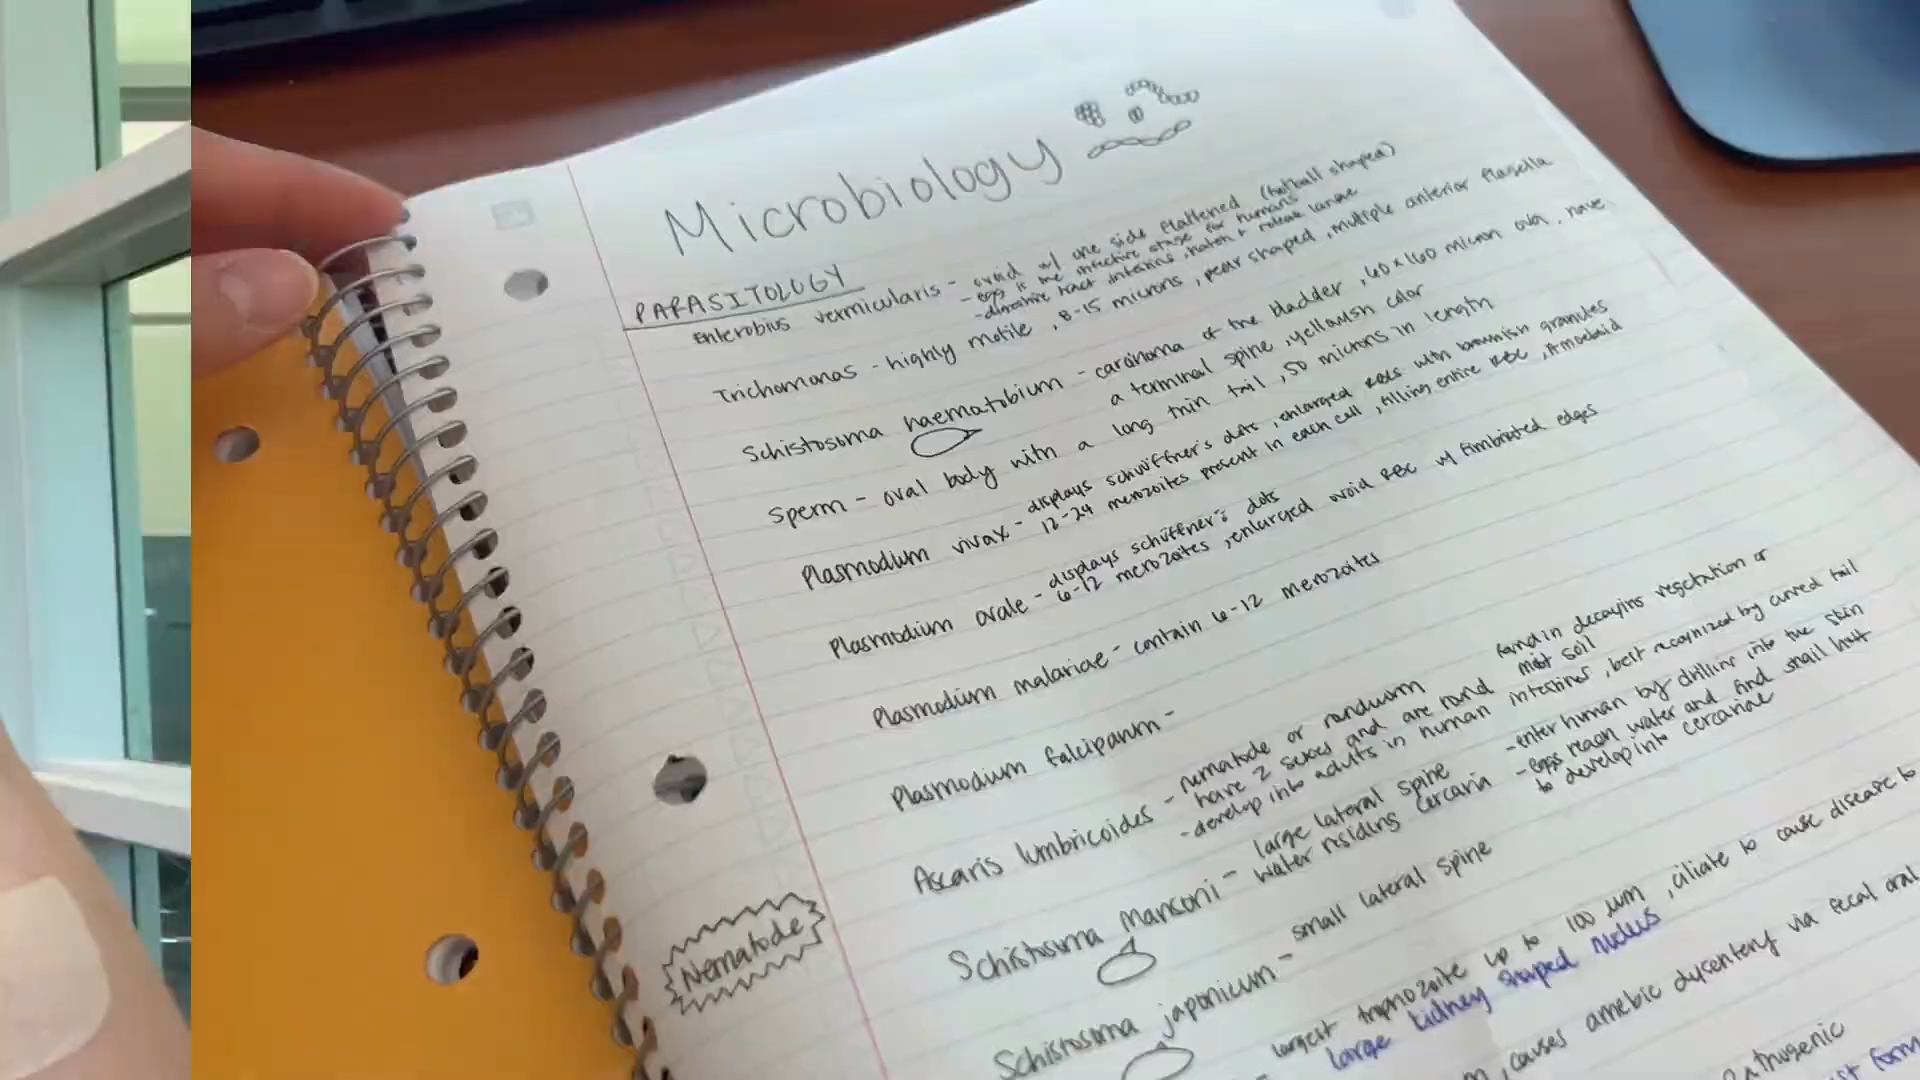 Microbiology
PARASITOLOGY
Enterobius vermicularis - ovoid w/ one side flattened (football shaped)
- egg is the infective stage for humans
- digestive tract intestine, hatch + release larvae
Trichomonas - highly motile, 8-15 microns, pear shaped, multiple anterior flagella
Schistosoma haematobium - carcinoma of the bladder, 60 x 160 micron ova, have
a terminal spine, yellowish color
Sperm - oval body with a long thin tail, 50 microns in length
Plasmodium vivax - displays schüffner's dots, enlarged RBCs with brownish granules
12-24 merozoites present in each cell, filling entire RBC, Amoeboid
Plasmodium ovale - displays schüffner's dots
6-12 merozoites, enlarged ovoid RBC w/ fimbriated edges
Plasmodium malariae - contain 6-12 merozoites
Plasmodium falciparum -
Ascaris lumbricoides - nematode or roundworm
have 2 sexes and are round
found in decaying vegetation or
moist soil
- develop into adults in human intestines, best recognized by curved tail
Schistosoma mansoni - large lateral spine
water residing cercaria
- enter human by drilling into the skin
- eggs reach water and find snail host
to develop into cercariae
Nematode
Schistosoma japonicum - small lateral spine
- largest trophozoite up to 100 µm, ciliate to cause disease to
large kidney shaped nucleus
, causes amebic dysentery via fecal oral